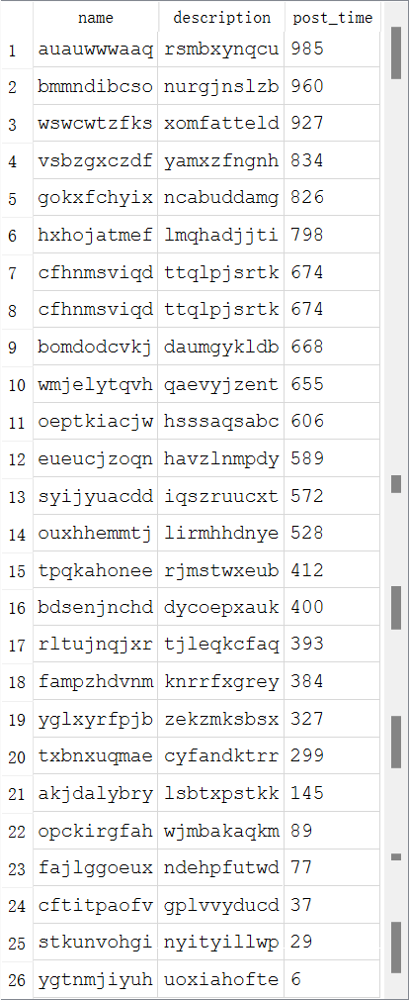 name description post_time
1 auauwwwaaq rsmbxynqcu 985
2 bmmndibcso nurgjnslzb 960
3 wswcwtzfks xomfatteld 927
4 vsbzgxczdf yamxzfngnh 834
5 gokxfchyix ncabuddamg 826
6 hxhojatmef lmqhadjjti 798
7 cfhnmsviqd ttqlpjsrtk 674
8 cfhnmsviqd ttqlpjsrtk 674
9 bomdodcvkj daumgykldb 668
10 wmjelytqvh qaevyjzent 655
11 oeptkiacjw hsssaqsabc 606
12 eueucjzoqn havzlnmpdy 589
13 syijyuacdd iqszruucxt 572
14 ouxhhemmtj lirmhhdnye 528
15 tpqkahonee rjmstwxeub 412
16 bdsenjnchd dycoepxauk 400
17 rltujnqjxr tjleqkcfaq 393
18 fampzhdvnm knrrfxgrey 384
19 yglxyrfpjb zekzmksbsx 327
20 txbnxuqmae cyfandktrr 299
21 akjdalybry lsbtxpstkk 145
22 opckirgfah wjmbakaqkm 89
23 fajlggoeux ndehpfutwd 77
24 cftitpaofv gplvvyducd 37
25 stkunvohgi nyityillwp 29
26 ygtnmjiyuh uoxiahofte 6